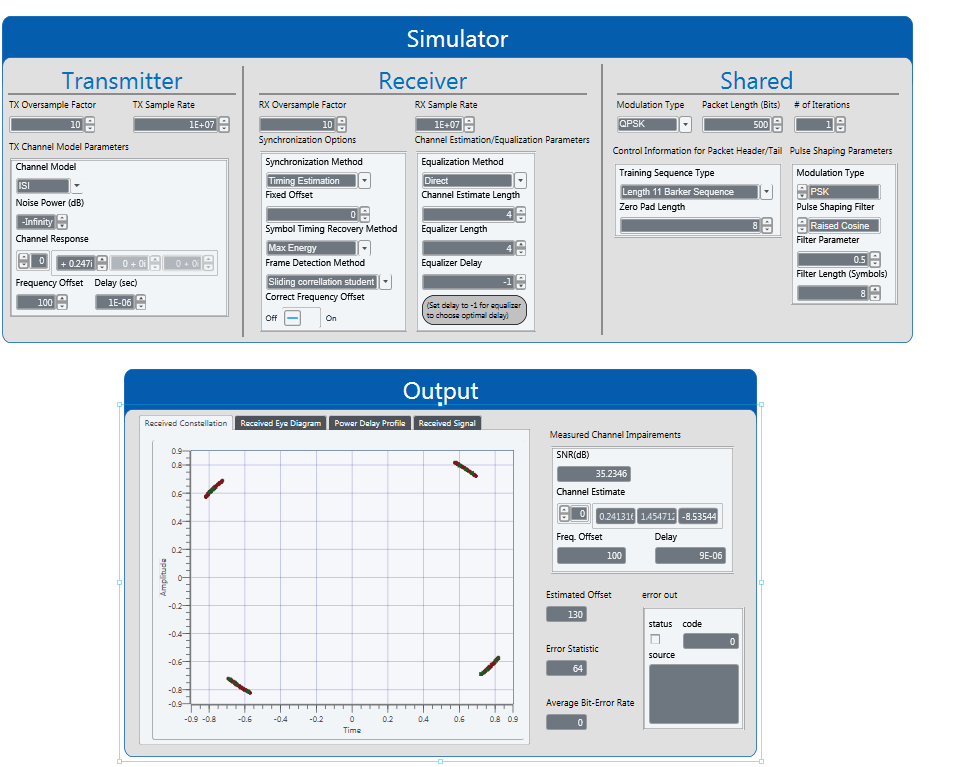 Simulator
Transmitter
TX Oversample Factor TX Sample Rate
10 1E+07
TX Channel Model Parameters
Channel Model
ISI
Noise Power (dB)
-Infinity
Channel Response
0 + 0.247i 0 + 0i 0 + 0i
Frequency Offset Delay (sec)
100 1E-06
Receiver
RX Oversample Factor RX Sample Rate
10 1E+07
Synchronization Options
Synchronization Method
Timing Estimation
Fixed Offset
0
Symbol Timing Recovery Method
Max Energy
Frame Detection Method
Sliding correllation student
Correct Frequency Offset
Off On
Channel Estimation/Equalization Parameters
Equalization Method
Direct
Channel Estimate Length
4
Equalizer Length
4
Equalizer Delay
-1
(Set delay to -1 for equalizer
to choose optimal delay)
Shared
Modulation Type Packet Length (Bits) # of Iterations
QPSK 500 1
Control Information for Packet Header/Tail
Training Sequence Type
Length 11 Barker Sequence
Zero Pad Length
8
Pulse Shaping Parameters
Modulation Type
PSK
Pulse Shaping Filter
Raised Cosine
Filter Parameter
0.5
Filter Length (Symbols)
8
Output
Received Constellation Received Eye Diagram Power Delay Profile Received Signal
Amplitude
0.9
0.8
0.6
0.4
0.2
0
-0.2
-0.4
-0.6
-0.8
-0.9
-0.9 -0.8 -0.6 -0.4 -0.2 0 0.2 0.4 0.6 0.8 0.9
Time
Measured Channel Impairements
SNR(dB)
35.2346
Channel Estimate
0 0.24131 1.45471 -8.53544
Freq. Offset Delay
100 9E-06
Estimated Offset
130
Error Statistic
64
Average Bit-Error Rate
0
error out
status code
0
source